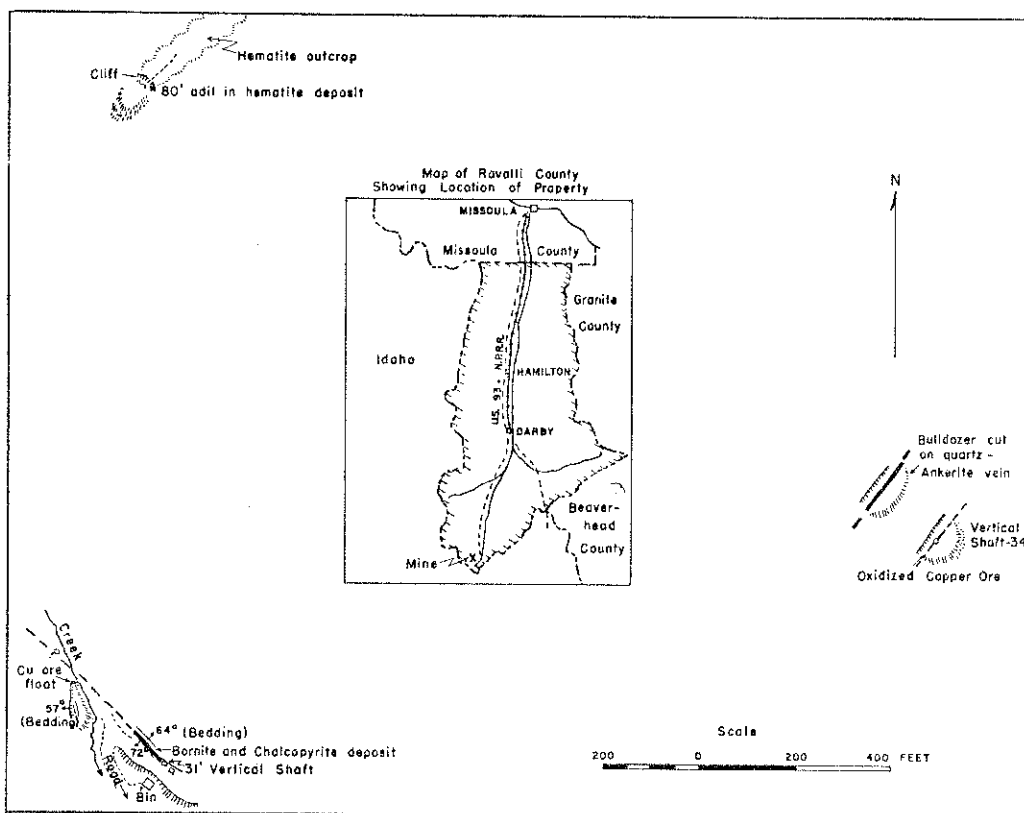 Hematite outcrop
Cliff
80' adit in hematite deposit
Map of Ravalli County
Showing Location of Property
MISSOULA
Missoula County
Granite
County
Idaho
U.S. 93 - N.P.R.R.
HAMILTON
DARBY
Beaver-
head
County
Mine
N
Bulldozer cut
on quartz -
Ankerite vein
Vertical
Shaft-34
Oxidized Copper Ore
Creek
?
Cu ore
float
57°
(Bedding)
64° (Bedding)
72°
Bornite and Chalcopyrite deposit
31' Vertical Shaft
Road
Bin
Scale
200 0 200 400 FEET